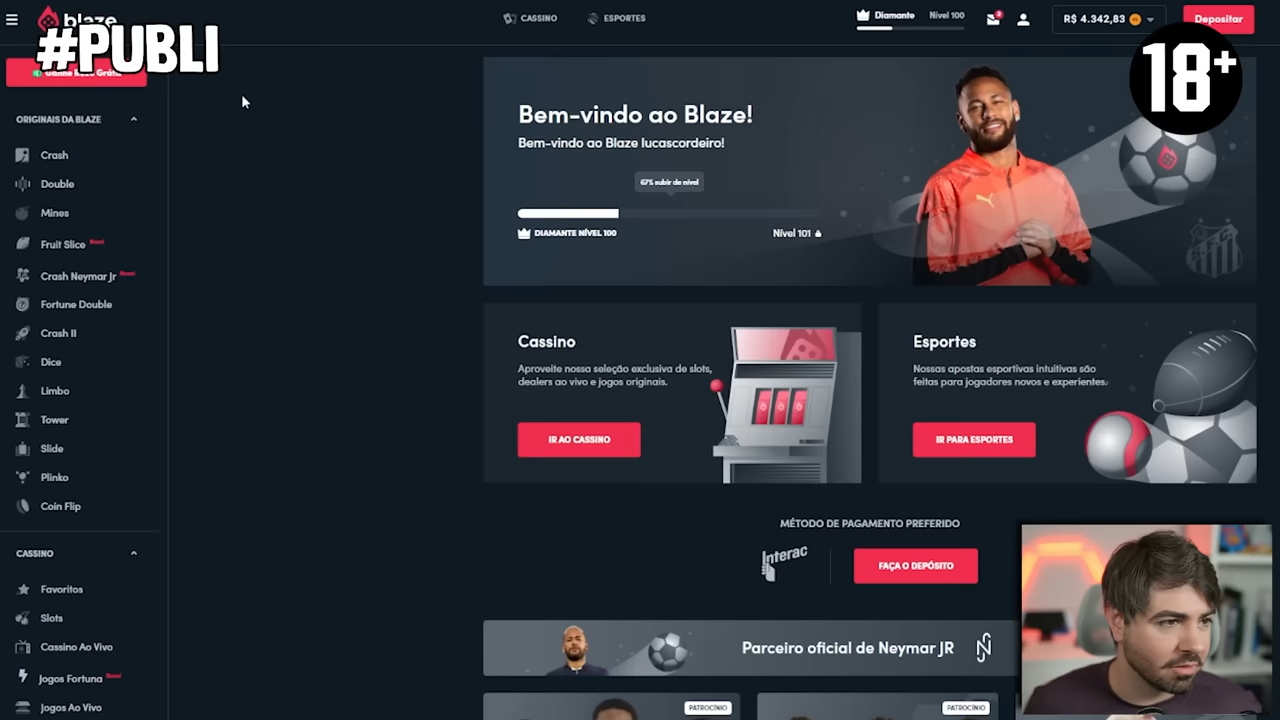 blaze
#PUBLI
CASSINO
ESPORTES
Diamante
Nível 100
R$ 4.342,83
Depositar
18+
ORIGINAIS DA BLAZE
Crash
Double
Mines
Fruit Slice
Crash Neymar Jr
Fortune Double
Crash II
Dice
Limbo
Tower
Slide
Plinko
Coin Flip
CASSINO
Favoritos
Slots
Cassino Ao Vivo
Jogos Fortuna
Jogos Ao Vivo
Bem-vindo ao Blaze!
Bem-vindo ao Blaze lucascordeiro!
67% subir de nível
DIAMANTE NÍVEL 100
Nível 101
Cassino
Aproveite nossa seleção exclusiva de slots,
dealers ao vivo e jogos originais.
IR AO CASSINO
Esportes
Nossas apostas esportivas intuitivas são
feitas para jogadores novos e experientes.
IR PARA ESPORTES
MÉTODO DE PAGAMENTO PREFERIDO
Interac
FAÇA O DEPÓSITO
Parceiro oficial de Neymar JR
PATROCÍNIO
PATROCÍNIO